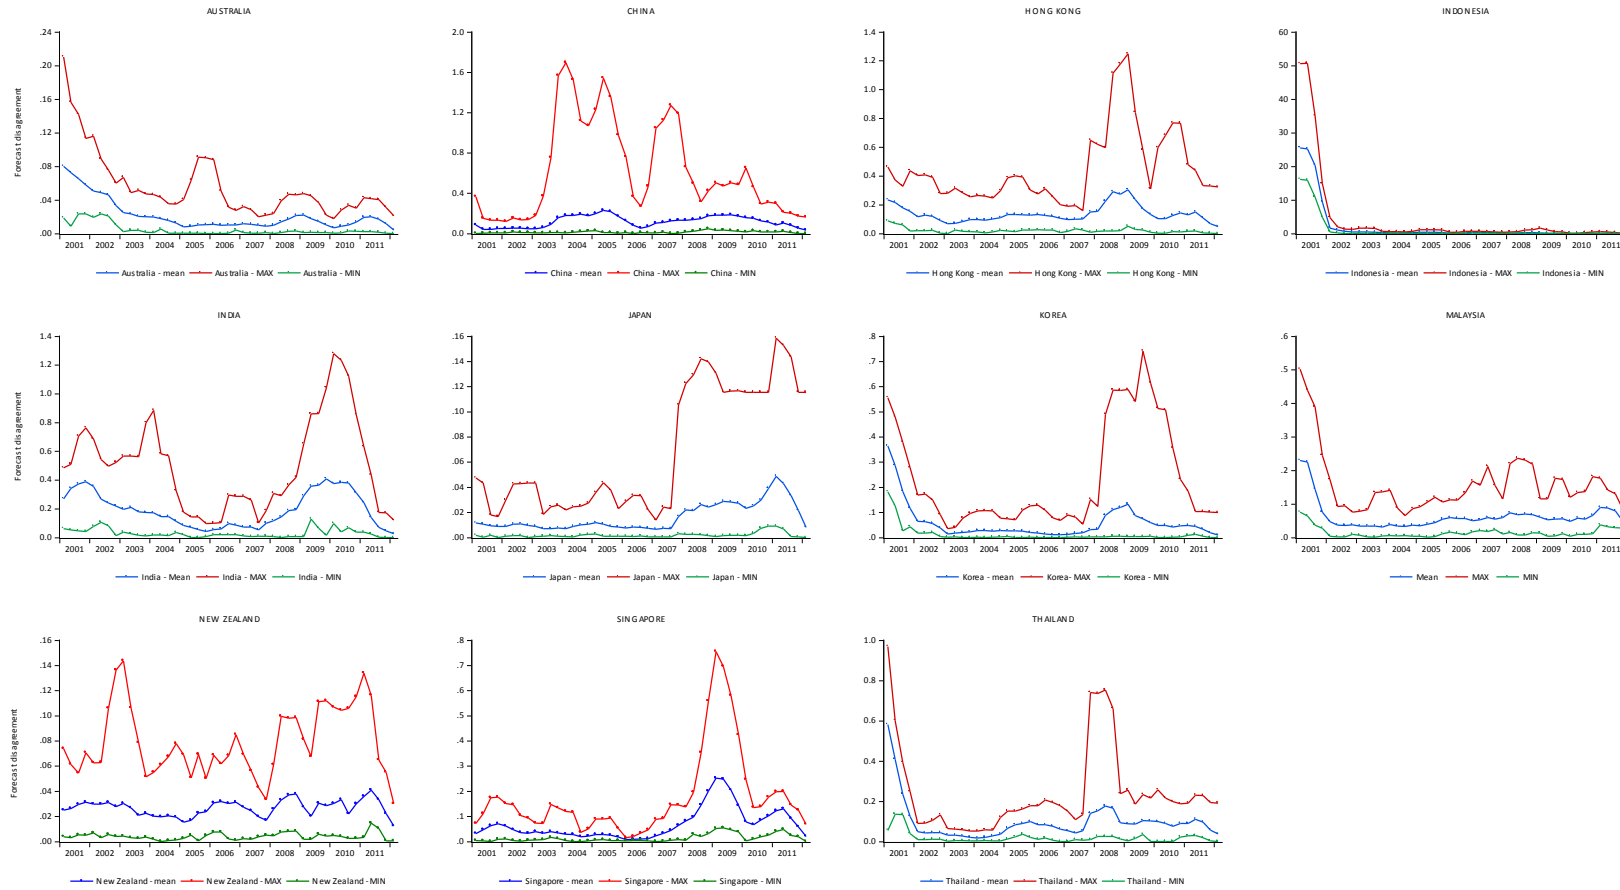 AUSTRALIA
CHINA
HONG KONG
INDONESIA
Forecast disagreement
.24
.20
.16
.12
.08
.04
.00
2001 2002 2003 2004 2005 2006 2007 2008 2009 2010 2011
Australia - mean Australia - MAX Australia - MIN
2.0
1.6
1.2
0.8
0.4
0.0
2001 2002 2003 2004 2005 2006 2007 2008 2009 2010 2011
China - mean China - MAX China - MIN
1.4
1.2
1.0
0.8
0.6
0.4
0.2
0.0
2001 2002 2003 2004 2005 2006 2007 2008 2009 2010 2011
Hong Kong - mean Hong Kong - MAX Hong Kong - MIN
60
50
40
30
20
10
0
2001 2002 2003 2004 2005 2006 2007 2008 2009 2010 2011
Indonesia - mean Indonesia - MAX Indonesia - MIN
INDIA
JAPAN
KOREA
MALAYSIA
Forecast disagreement
1.4
1.2
1.0
0.8
0.6
0.4
0.2
0.0
2001 2002 2003 2004 2005 2006 2007 2008 2009 2010 2011
India - Mean India - MAX India - MIN
.16
.14
.12
.10
.08
.06
.04
.02
.00
2001 2002 2003 2004 2005 2006 2007 2008 2009 2010 2011
Japan - mean Japan - MAX Japan - MIN
.8
.7
.6
.5
.4
.3
.2
.1
.0
2001 2002 2003 2004 2005 2006 2007 2008 2009 2010 2011
Korea - mean Korea- MAX Korea - MIN
.6
.5
.4
.3
.2
.1
.0
2001 2002 2003 2004 2005 2006 2007 2008 2009 2010 2011
Mean MAX MIN
NEW ZEALAND
SINGAPORE
THAILAND
Forecast disagreement
.16
.14
.12
.10
.08
.06
.04
.02
.00
2001 2002 2003 2004 2005 2006 2007 2008 2009 2010 2011
New Zealand - mean New Zealand - MAX New Zealand - MIN
.8
.7
.6
.5
.4
.3
.2
.1
.0
2001 2002 2003 2004 2005 2006 2007 2008 2009 2010 2011
Singapore - mean Singapore - MAX Singapore - MIN
1.0
0.8
0.6
0.4
0.2
0.0
2001 2002 2003 2004 2005 2006 2007 2008 2009 2010 2011
Thailand - mean Thailand - MAX Thailand - MIN